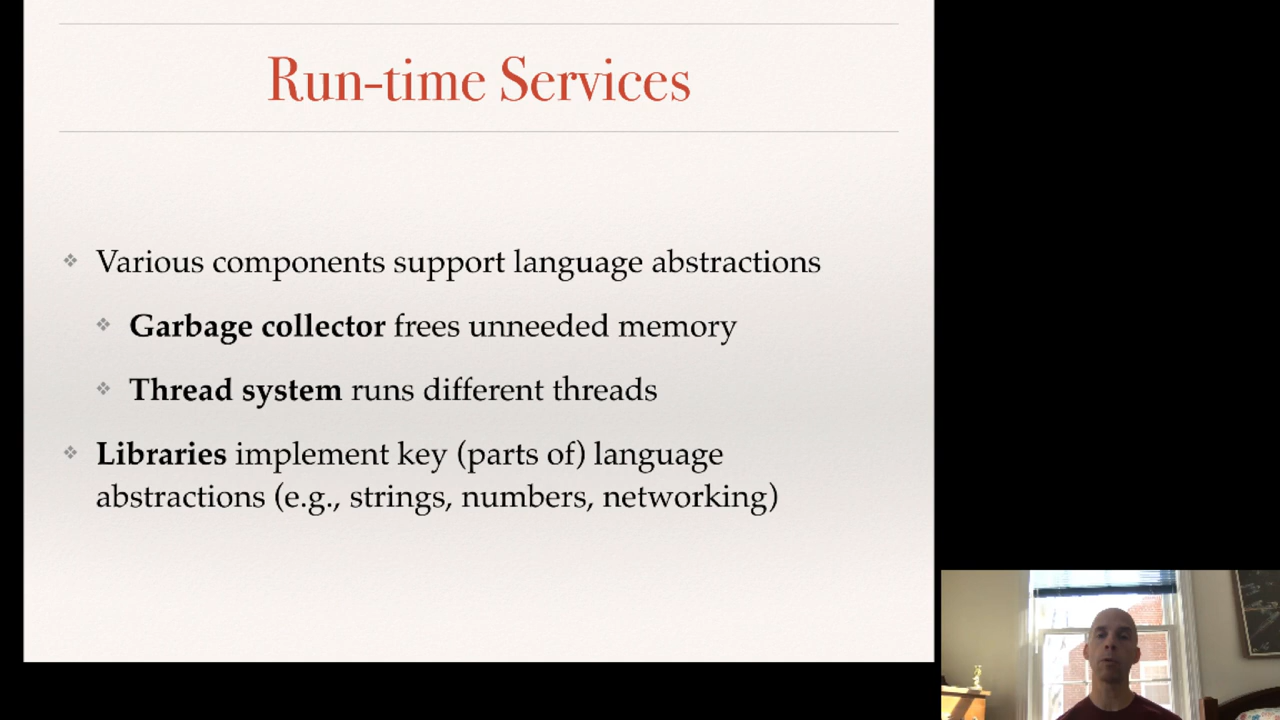 Run-time Services
Various components support language abstractions
Garbage collector frees unneeded memory
Thread system runs different threads
Libraries implement key (parts of) language
abstractions (e.g., strings, numbers, networking)